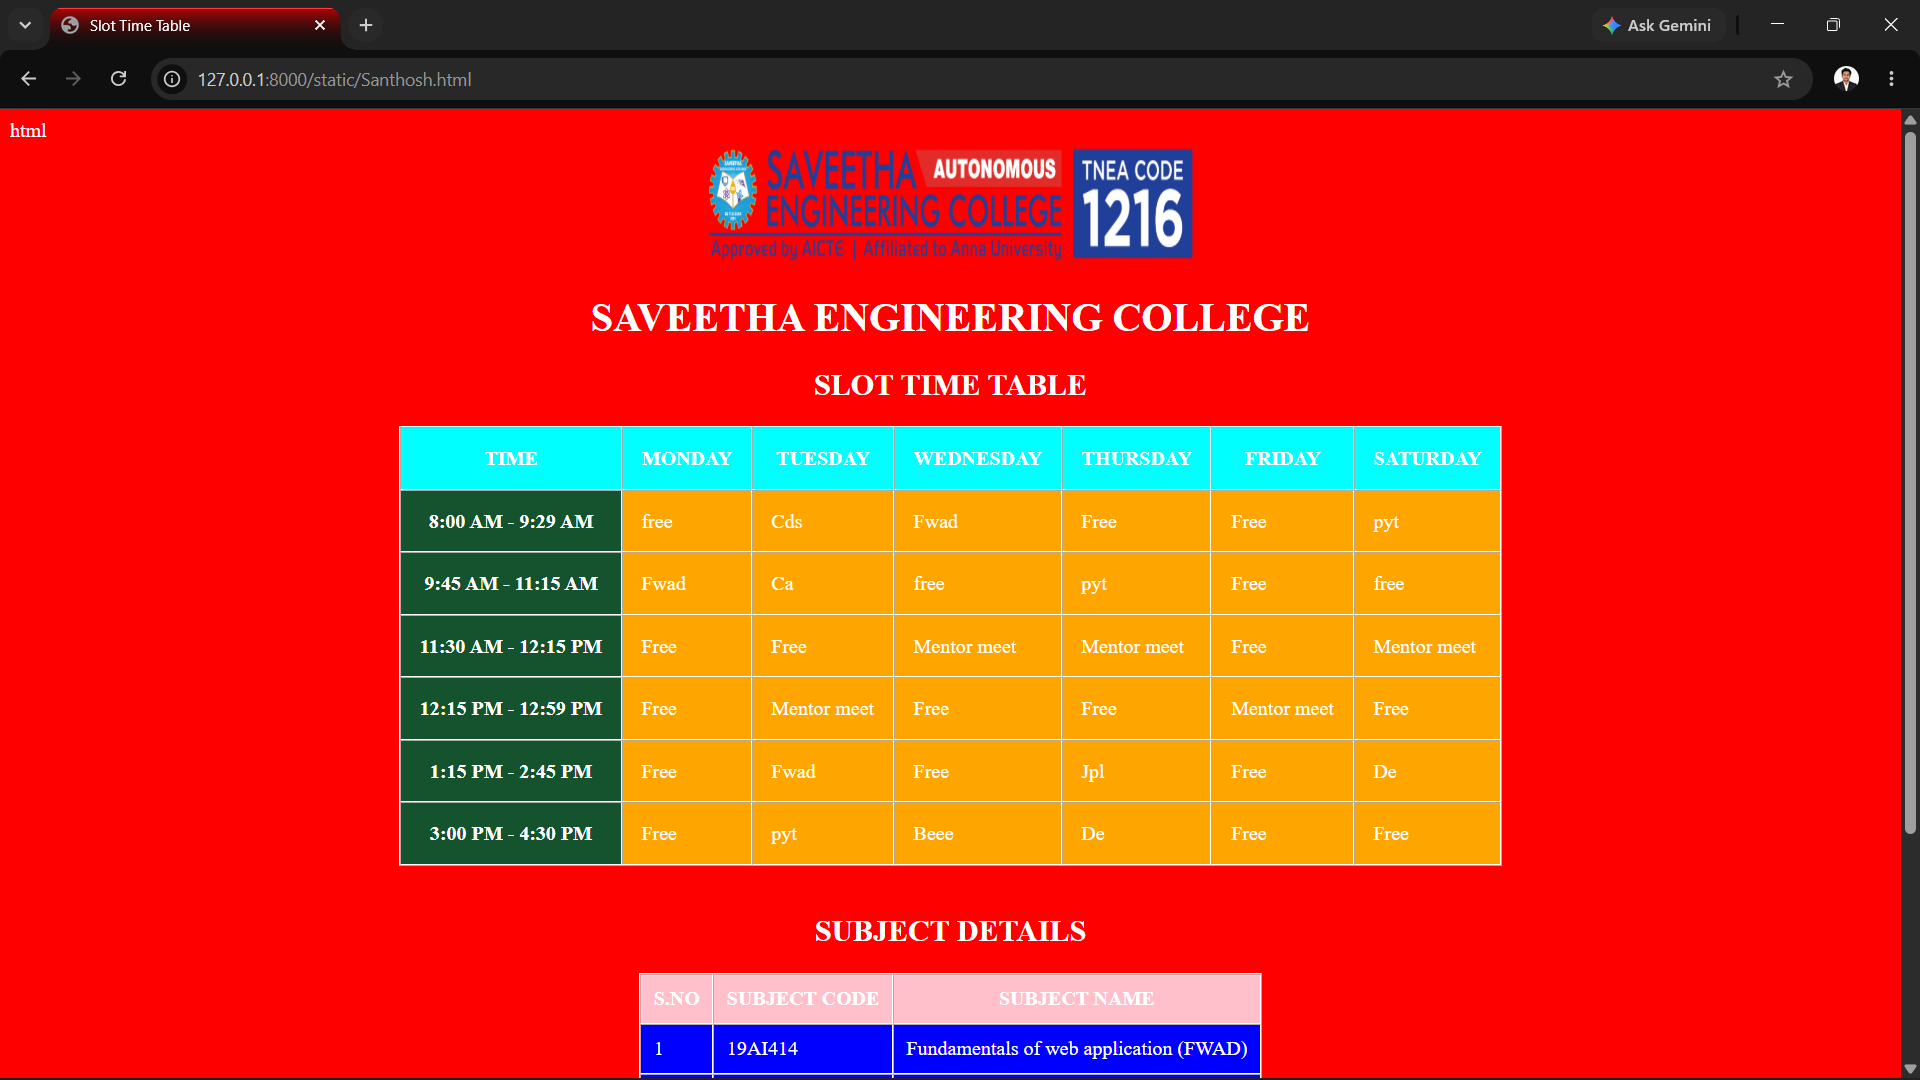 Slot Time Table
Ask Gemini
127.0.0.1:8000/static/Santhosh.html
html
SAVEETHA AUTONOMOUS
ENGINEERING COLLEGE
Approved by AICTE | Affiliated to Anna University
TNEA CODE
1216
SAVEETHA ENGINEERING COLLEGE
SLOT TIME TABLE
TIME MONDAY TUESDAY WEDNESDAY THURSDAY FRIDAY SATURDAY
8:00 AM - 9:29 AM free Cds Fwad Free Free pyt
9:45 AM - 11:15 AM Fwad Ca free pyt Free free
11:30 AM - 12:15 PM Free Free Mentor meet Mentor meet Free Mentor meet
12:15 PM - 12:59 PM Free Mentor meet Free Free Mentor meet Free
1:15 PM - 2:45 PM Free Fwad Free Jpl Free De
3:00 PM - 4:30 PM Free pyt Beee De Free Free
SUBJECT DETAILS
S.NO SUBJECT CODE SUBJECT NAME
1 19AI414 Fundamentals of web application (FWAD)